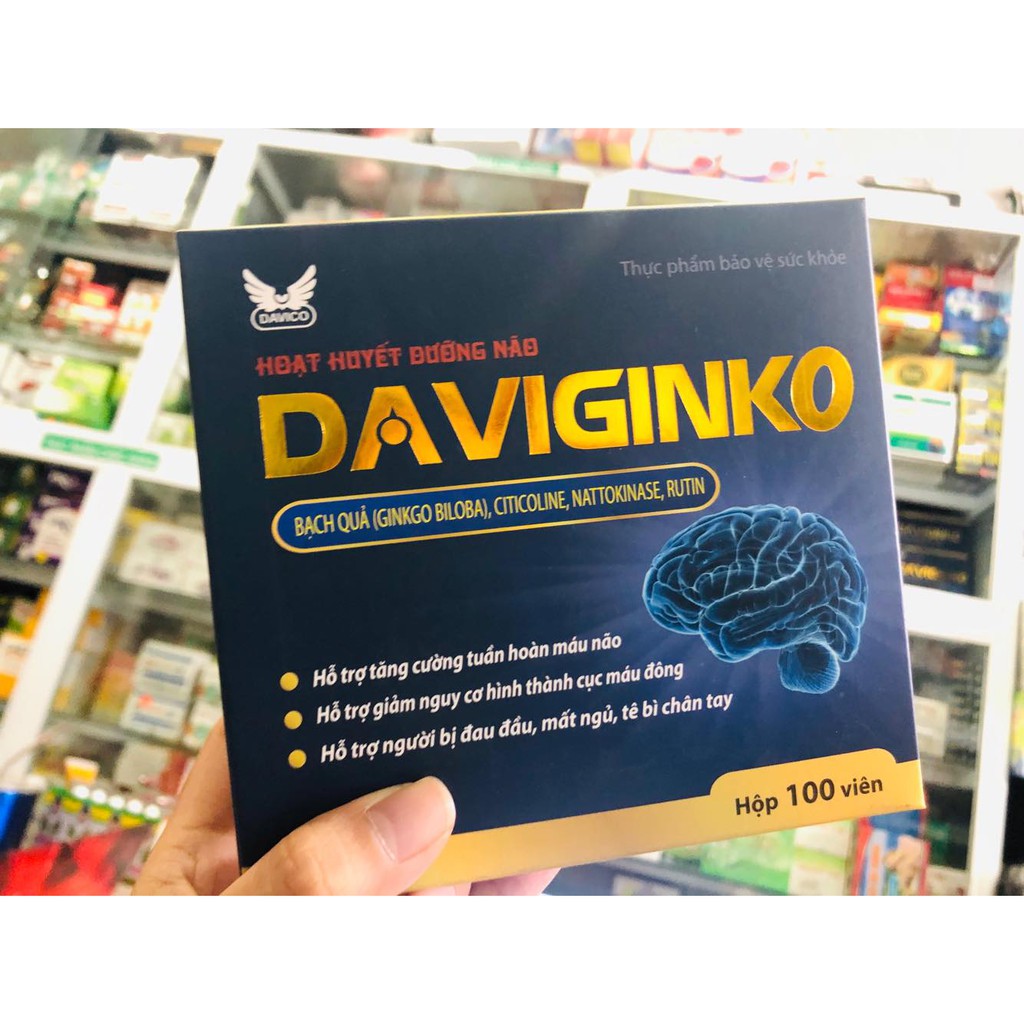 DAVICO
Thực phẩm bảo vệ sức khỏe
HOẠT HUYẾT DƯỠNG NÃO
DAVIGINKO
BẠCH QUẢ (GINKGO BILOBA), CITICOLINE, NATTOKINASE, RUTIN
Hỗ trợ tăng cường tuần hoàn máu não
Hỗ trợ giảm nguy cơ hình thành cục máu đông
Hỗ trợ người bị đau đầu, mất ngủ, tê bì chân tay
Hộp 100 viên